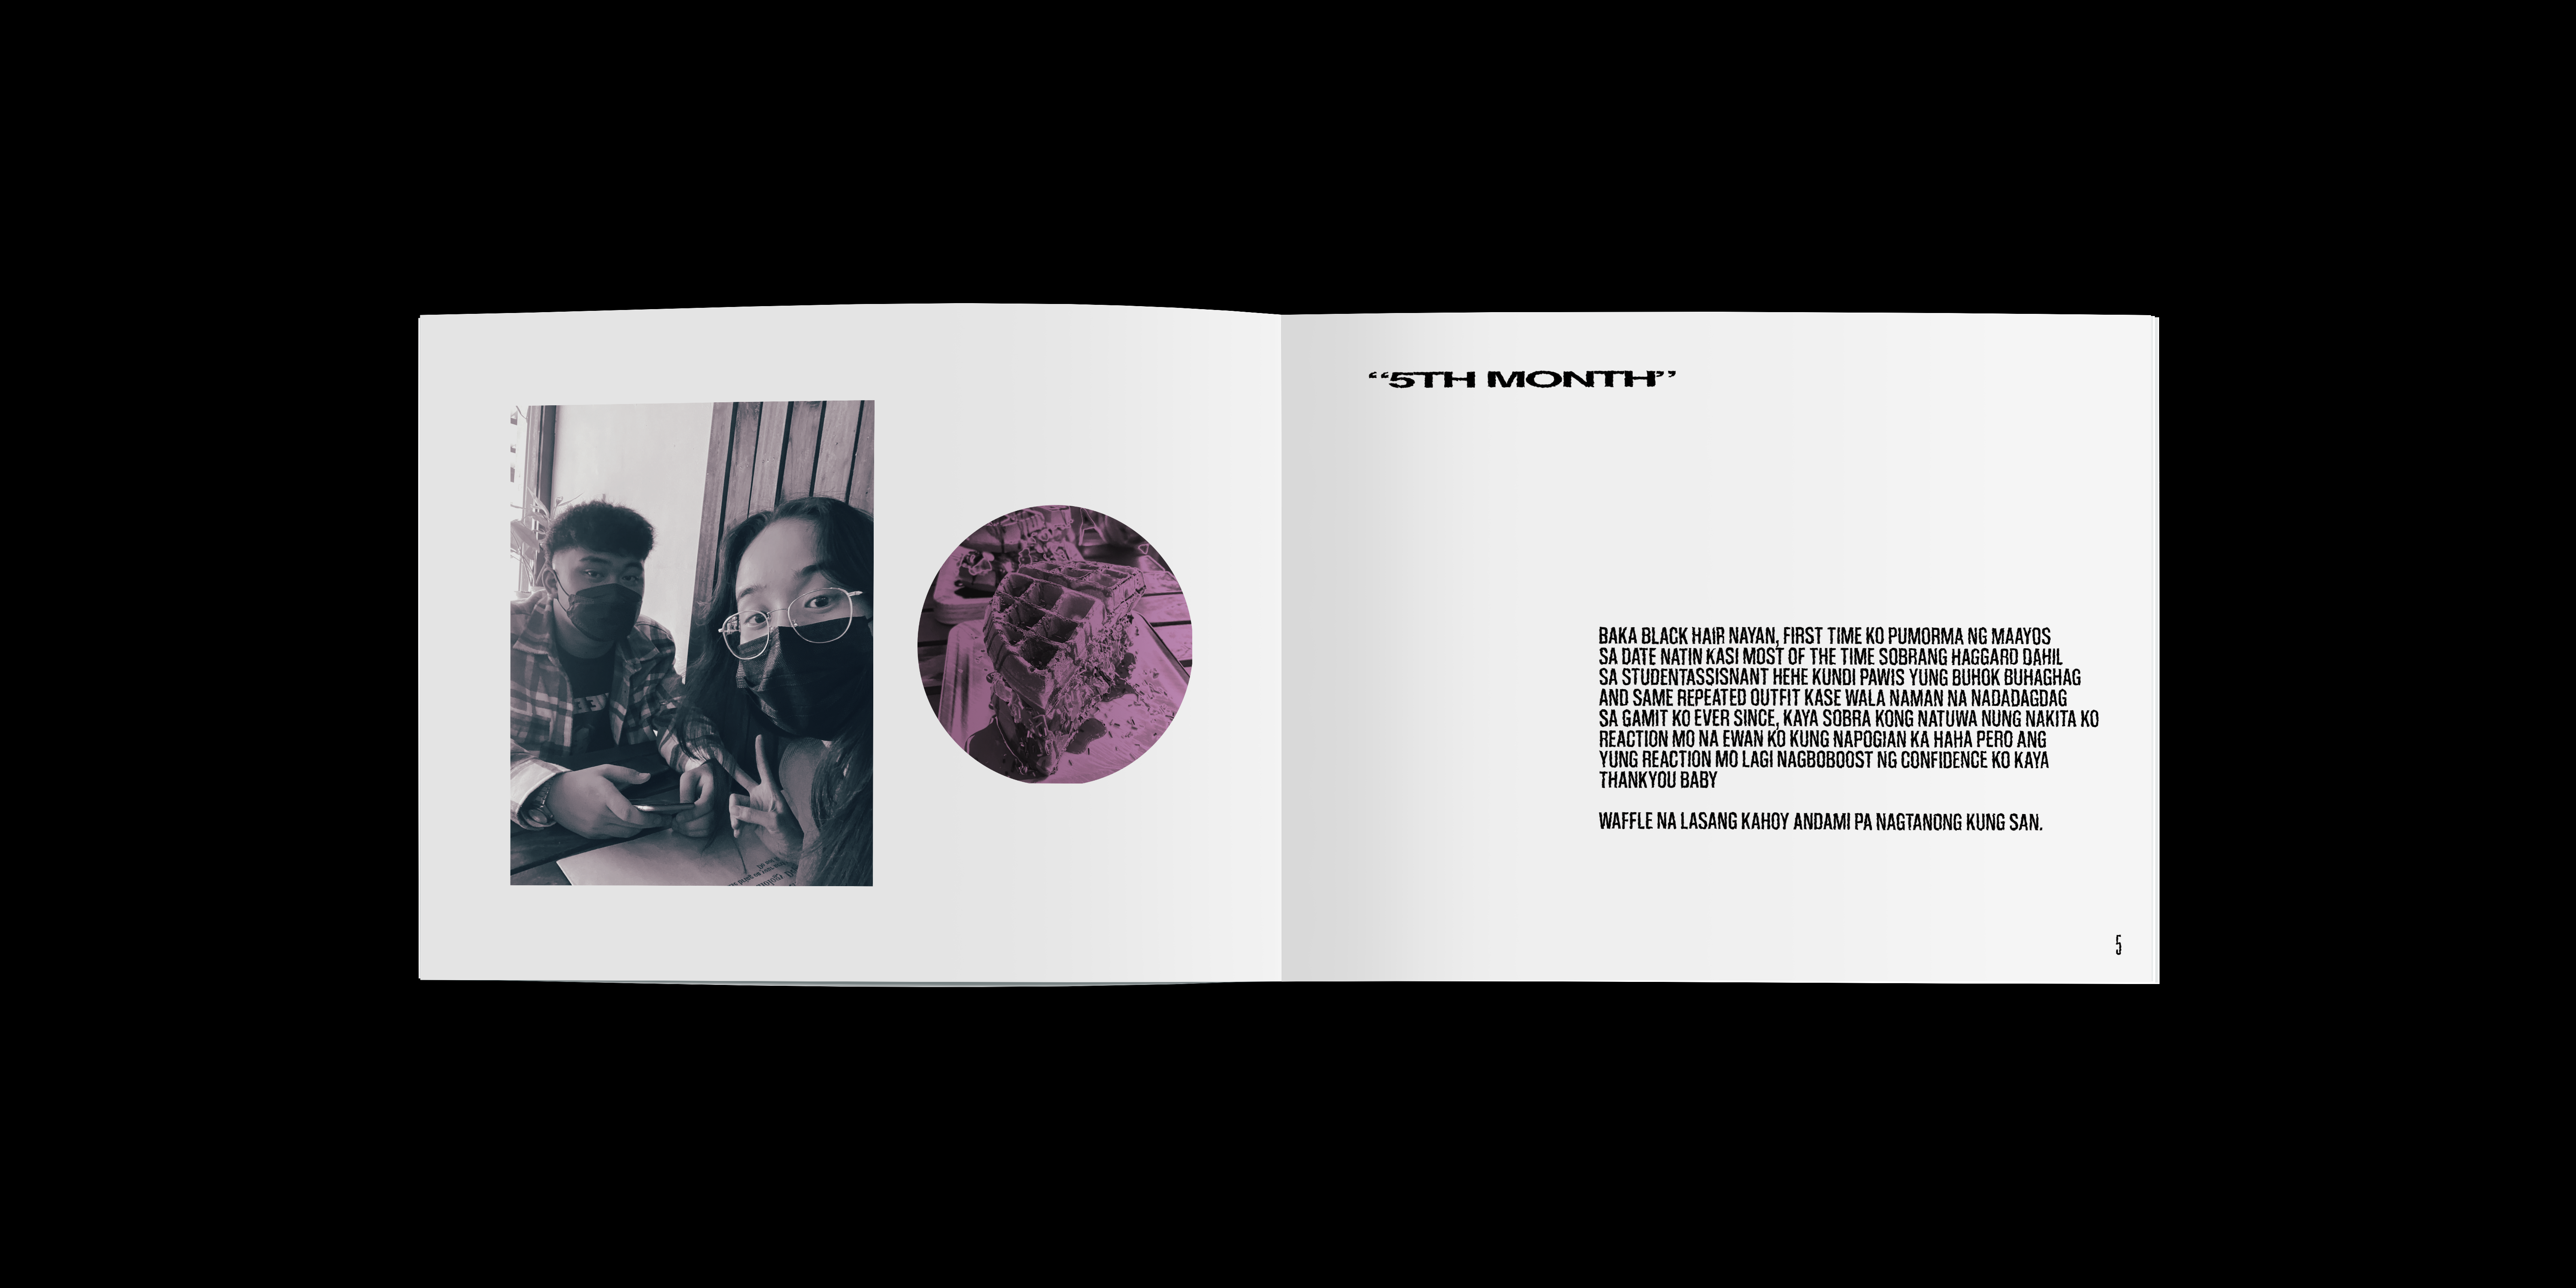 “5TH MONTH”
BAKA BLACK HAIR NAYAN, FIRST TIME KO PUMORMA NG MAAYOS
SA DATE NATIN KASI MOST OF THE TIME SOBRANG HAGGARD DAHIL
SA STUDENTASSISNANT HEHE KUNDI PAWIS YUNG BUHOK BUHAGHAG
AND SAME REPEATED OUTFIT KASE WALA NAMAN NA NADADAGDAG
SA GAMIT KO EVER SINCE, KAYA SOBRA KONG NATUWA NUNG NAKITA KO
REACTION MO NA EWAN KO KUNG NAPOGIAN KA HAHA PERO ANG
YUNG REACTION MO LAGI NAGBOBOOST NG CONFIDENCE KO KAYA
THANKYOU BABY
WAFFLE NA LASANG KAHOY ANDAMI PA NAGTANONG KUNG SAN.
5